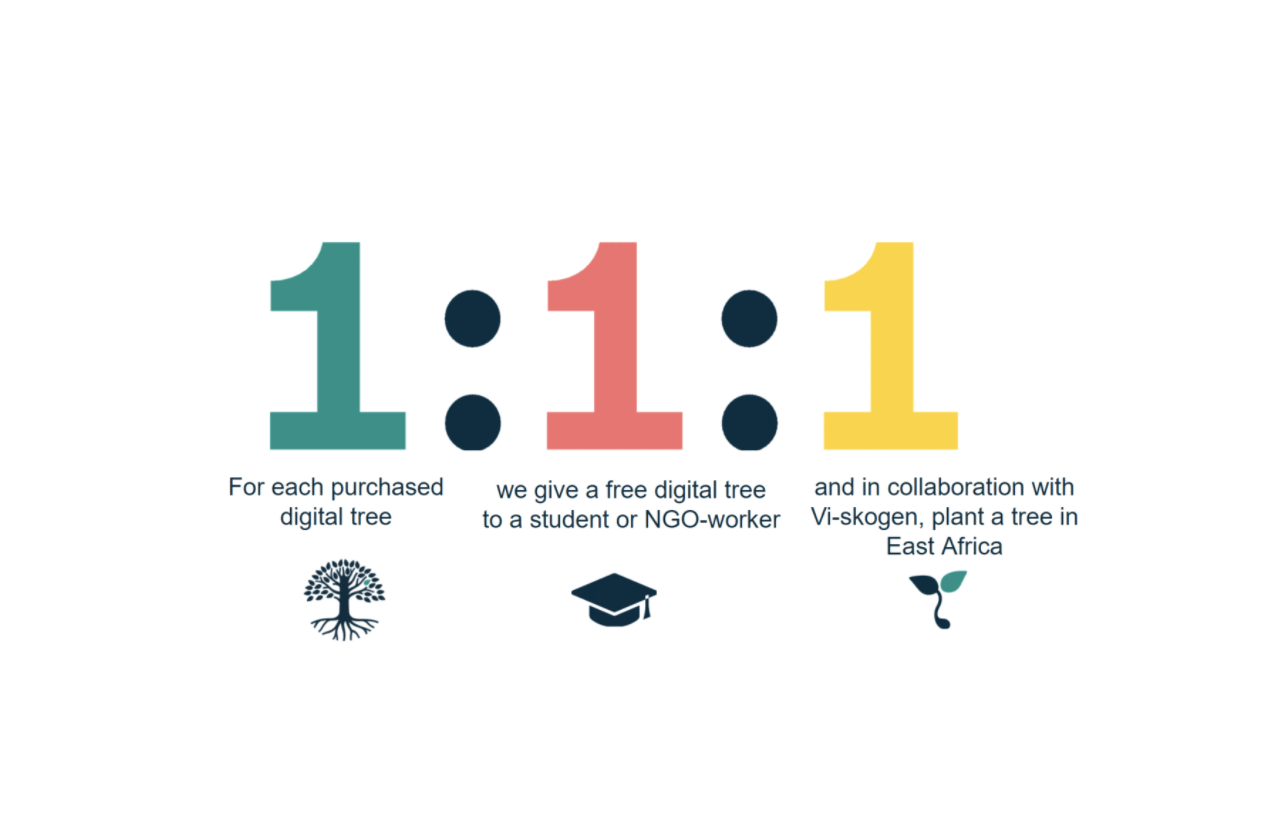 1:1:1
For each purchased
digital tree
we give a free digital tree
to a student or NGO-worker
and in collaboration with
Vi-skogen, plant a tree in
East Africa